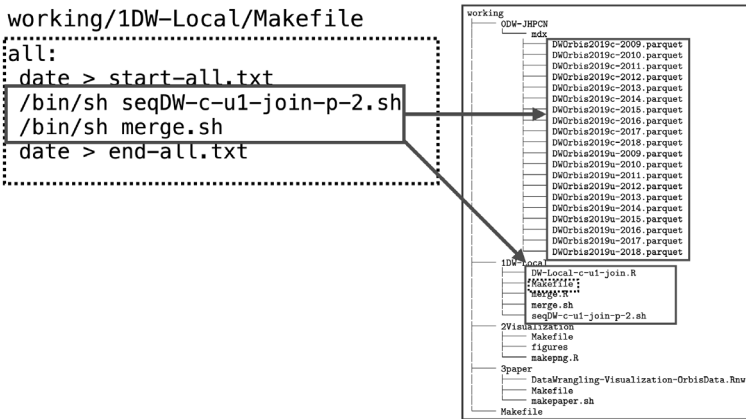 working/1DW-Local/Makefile
all:
date > start-all.txt
/bin/sh seqDW-c-u1-join-p-2.sh
/bin/sh merge.sh
date > end-all.txt
working
0DW-JHPCN
mdx
DWOrbis2019c-2009.parquet
DWOrbis2019c-2010.parquet
DWOrbis2019c-2011.parquet
DWOrbis2019c-2012.parquet
DWOrbis2019c-2013.parquet
DWOrbis2019c-2014.parquet
DWOrbis2019c-2015.parquet
DWOrbis2019c-2016.parquet
DWOrbis2019c-2017.parquet
DWOrbis2019c-2018.parquet
DWOrbis2019u-2009.parquet
DWOrbis2019u-2010.parquet
DWOrbis2019u-2011.parquet
DWOrbis2019u-2012.parquet
DWOrbis2019u-2013.parquet
DWOrbis2019u-2014.parquet
DWOrbis2019u-2015.parquet
DWOrbis2019u-2016.parquet
DWOrbis2019u-2017.parquet
DWOrbis2019u-2018.parquet
1DW-Local
DW-Local-c-u1-join.R
Makefile
merge.R
merge.sh
seqDW-c-u1-join-p-2.sh
2Visualization
Makefile
figures
makepng.R
3paper
DataWrangling-Visualization-OrbisData.Rnw
Makefile
makepaper.sh
Makefile